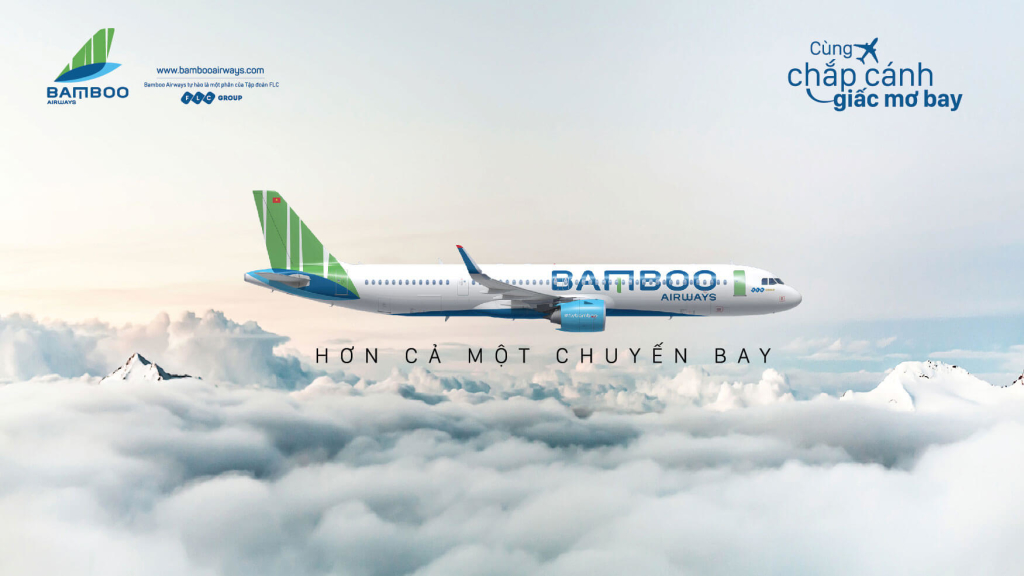 BAMBOO
AIRWAYS
www.bambooairways.com
Bamboo Airways tự hào là một phần của Tập đoàn FLC
FLC GROUP
Cùng
chắp cánh
giấc mơ bay
BAMBOO
AIRWAYS
HƠN CẢ MỘT CHUYẾN BAY